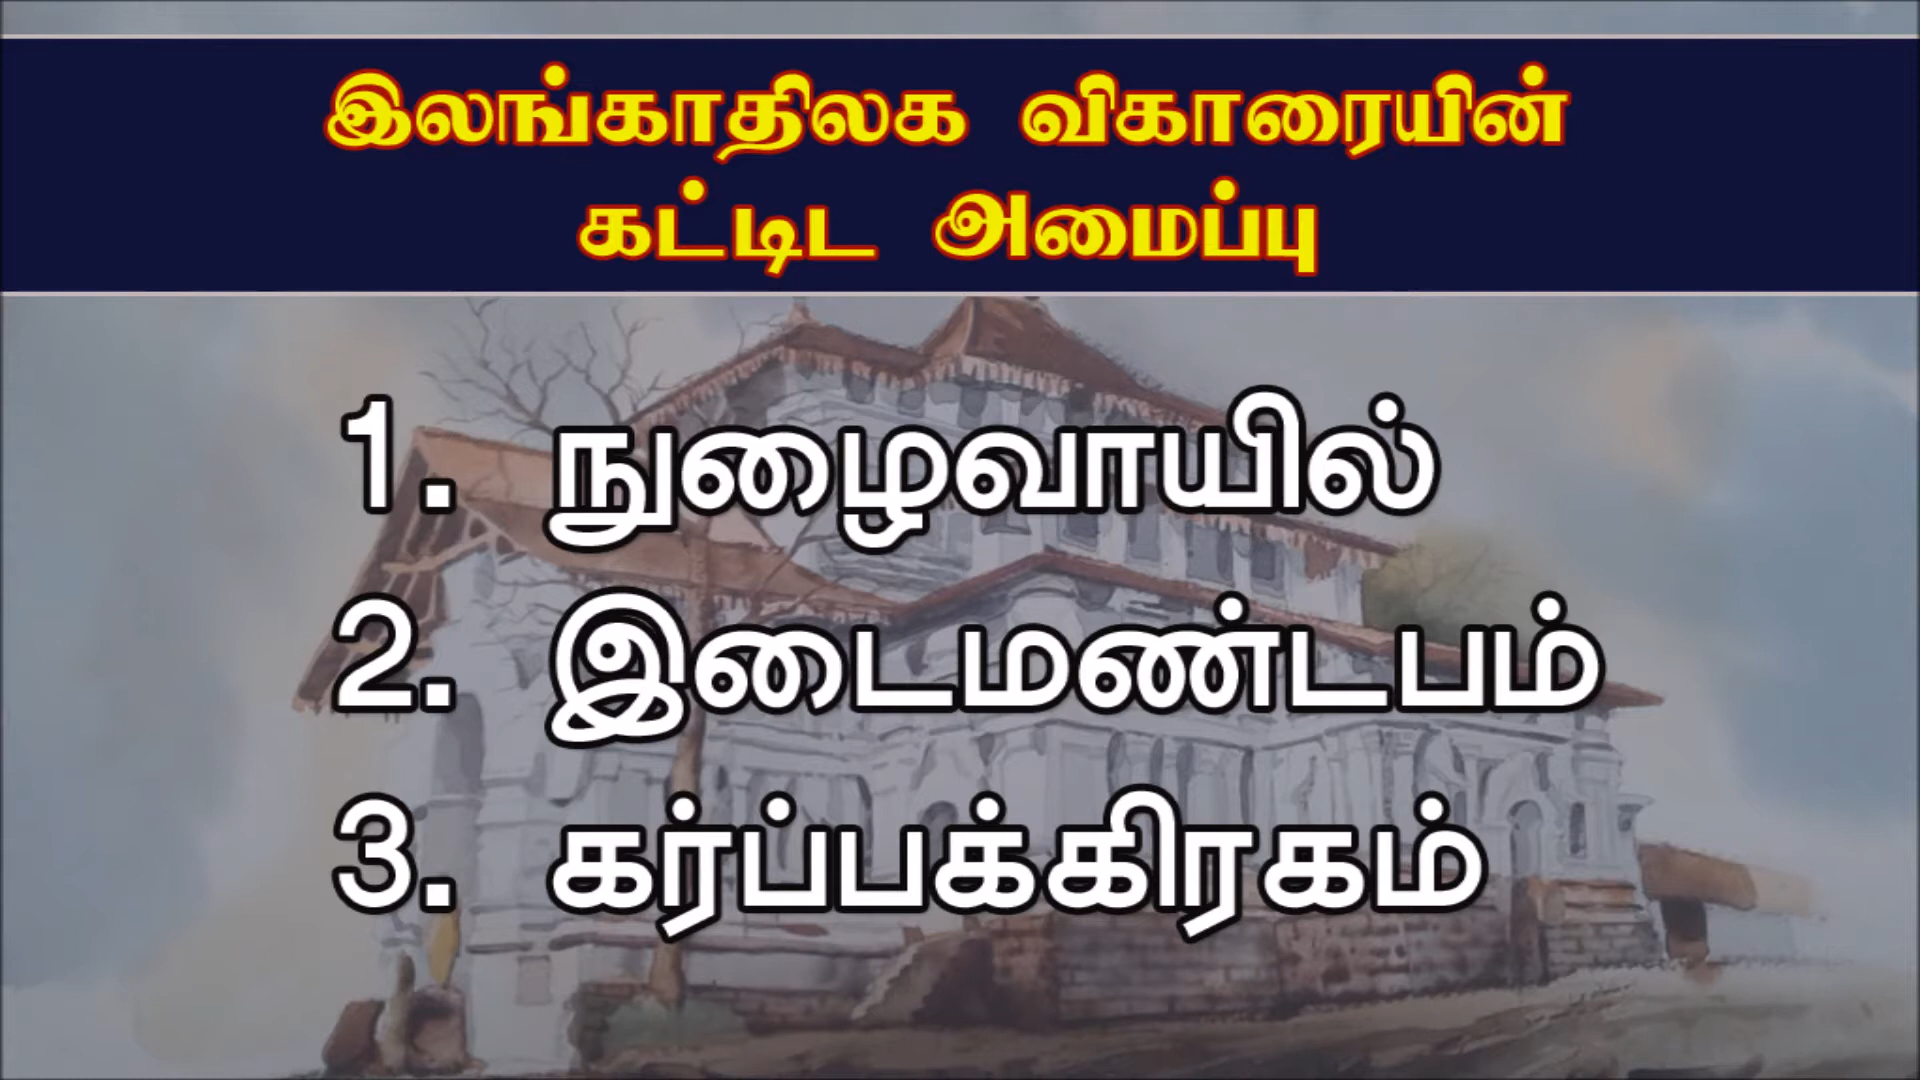 இலங்காதிலக விகாரையின்
கட்டிட அமைப்பு
1. நுழைவாயில்
2. இடைமண்டபம்
3. கர்ப்பக்கிரகம்